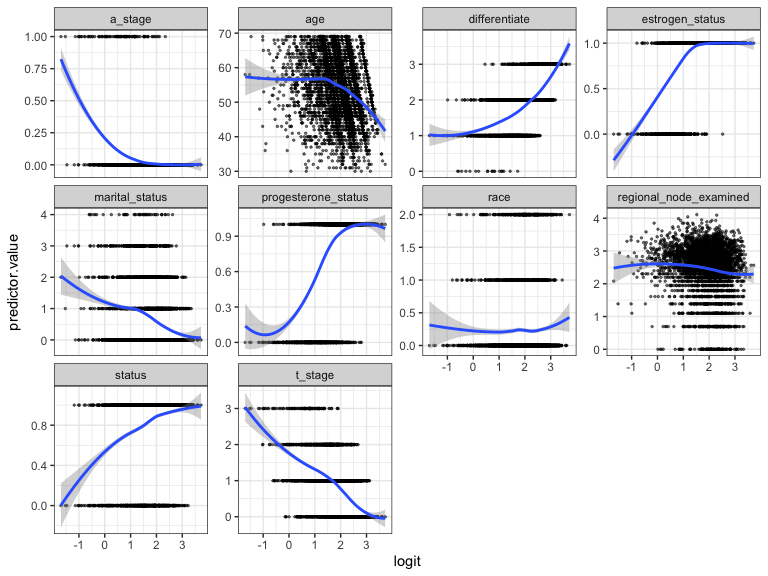 a_stage age differentiate estrogen_status
1.00 0.75 0.50 0.25 0.00
70 60 50 40 30
3 2 1 0
1.0 0.5 0.0
marital_status progesterone_status race regional_node_examined
4 3 2 1 0
0.9 0.6 0.3 0.0
2.0 1.5 1.0 0.5 0.0
4 3 2 1 0
status t_stage
0.8 0.4 0.0
3 2 1 0
-1 0 1 2 3
-1 0 1 2 3
-1 0 1 2 3
-1 0 1 2 3
predictor.value
logit